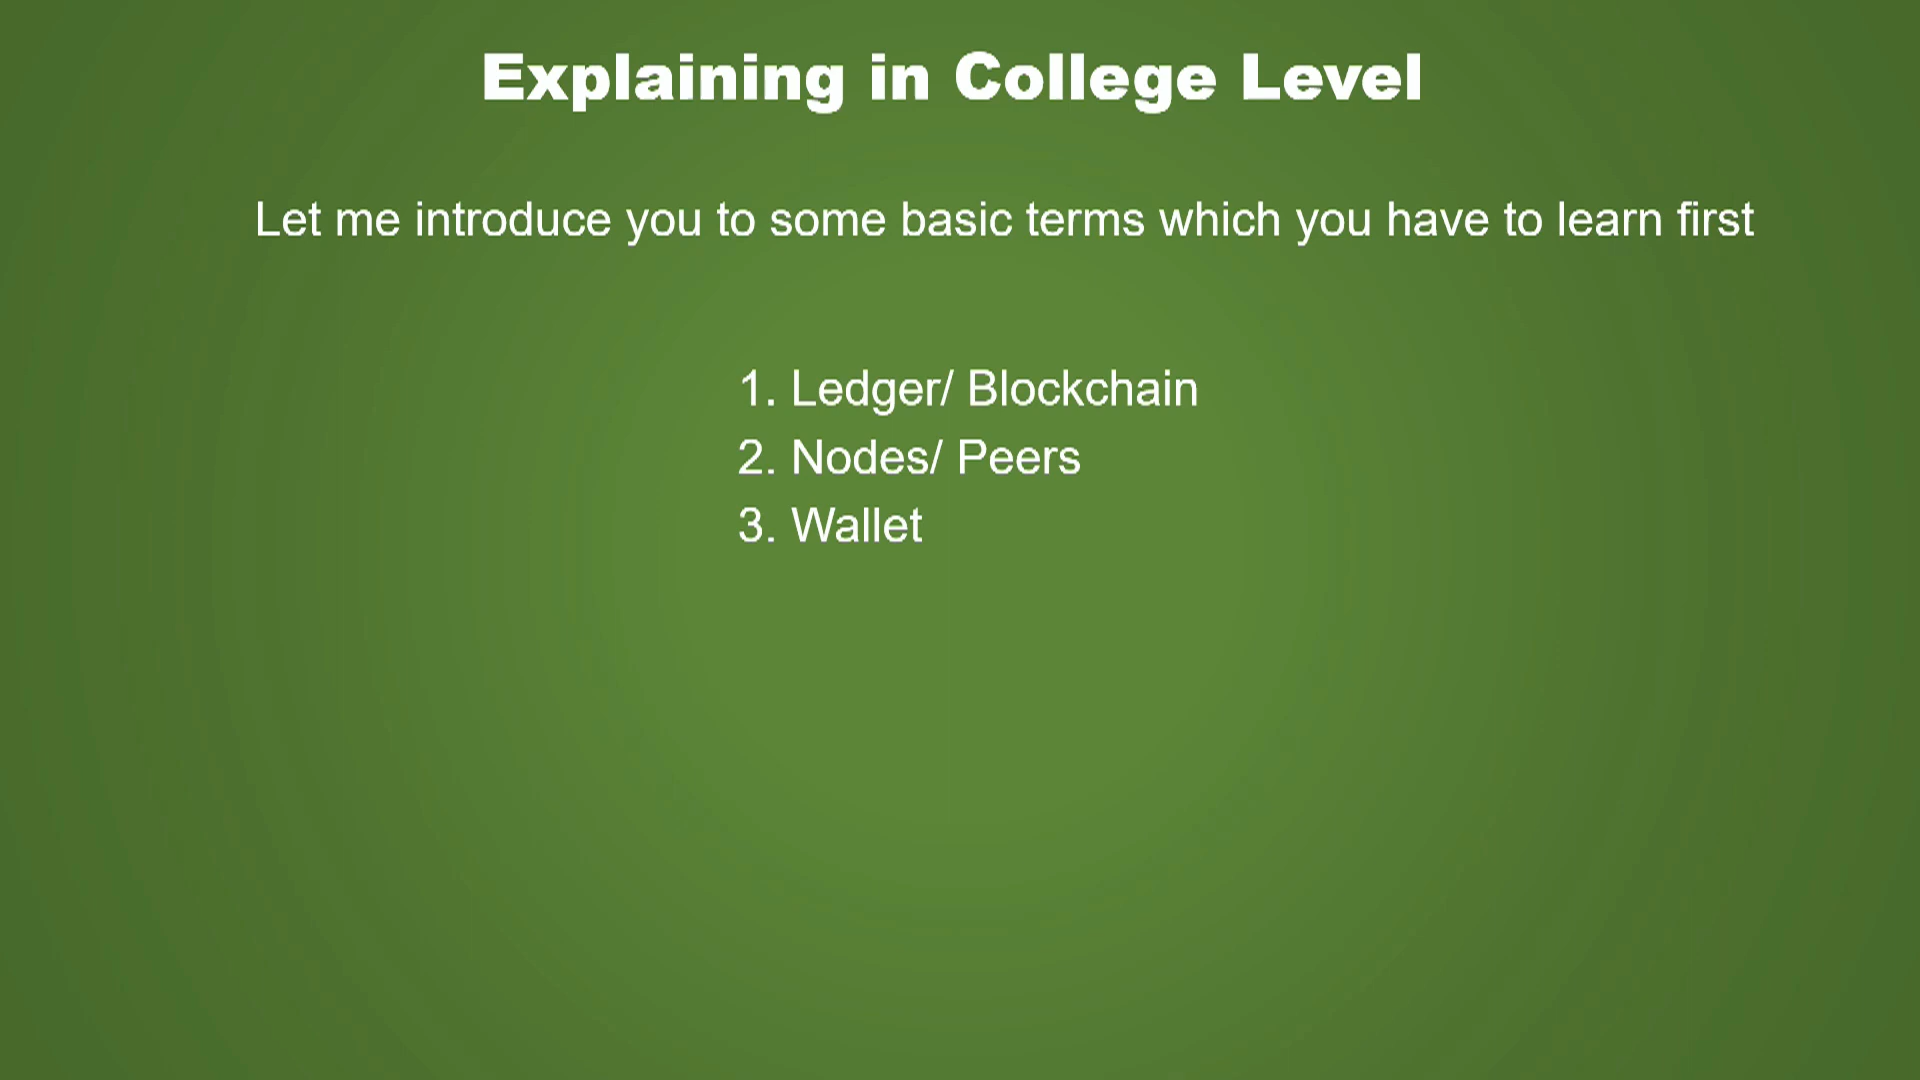 Explaining in College Level
Let me introduce you to some basic terms which you have to learn first
1. Ledger/ Blockchain
2. Nodes/ Peers
3. Wallet